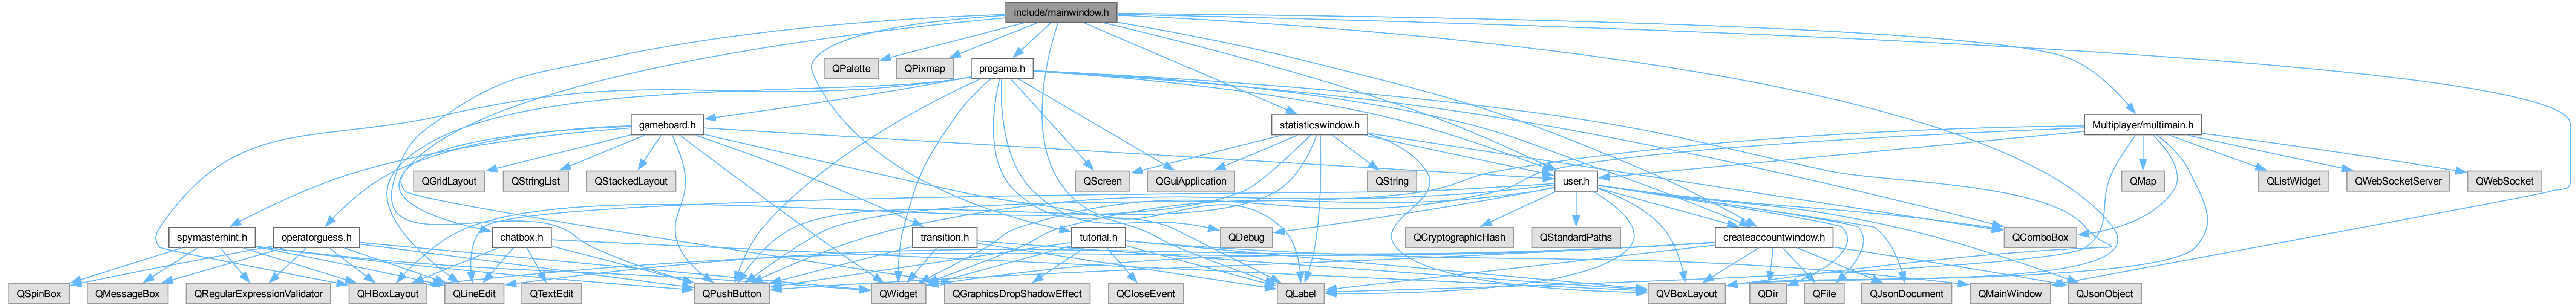 include/mainwindow.h
QPalette
QPixmap
pregame.h
gameboard.h
statisticswindow.h
Multiplayer/multimain.h
QGridLayout
QStringList
QStackedLayout
QScreen
QGuiApplication
QString
user.h
QMap
QListWidget
QWebSocketServer
QWebSocket
spymasterhint.h
operatorguess.h
chatbox.h
transition.h
tutorial.h
QDebug
QCryptographicHash
QStandardPaths
createaccountwindow.h
QComboBox
QSpinBox
QMessageBox
QRegularExpressionValidator
QHBoxLayout
QLineEdit
QTextEdit
QPushButton
QWidget
QGraphicsDropShadowEffect
QCloseEvent
QLabel
QVBoxLayout
QDir
QFile
QJsonDocument
QMainWindow
QJsonObject